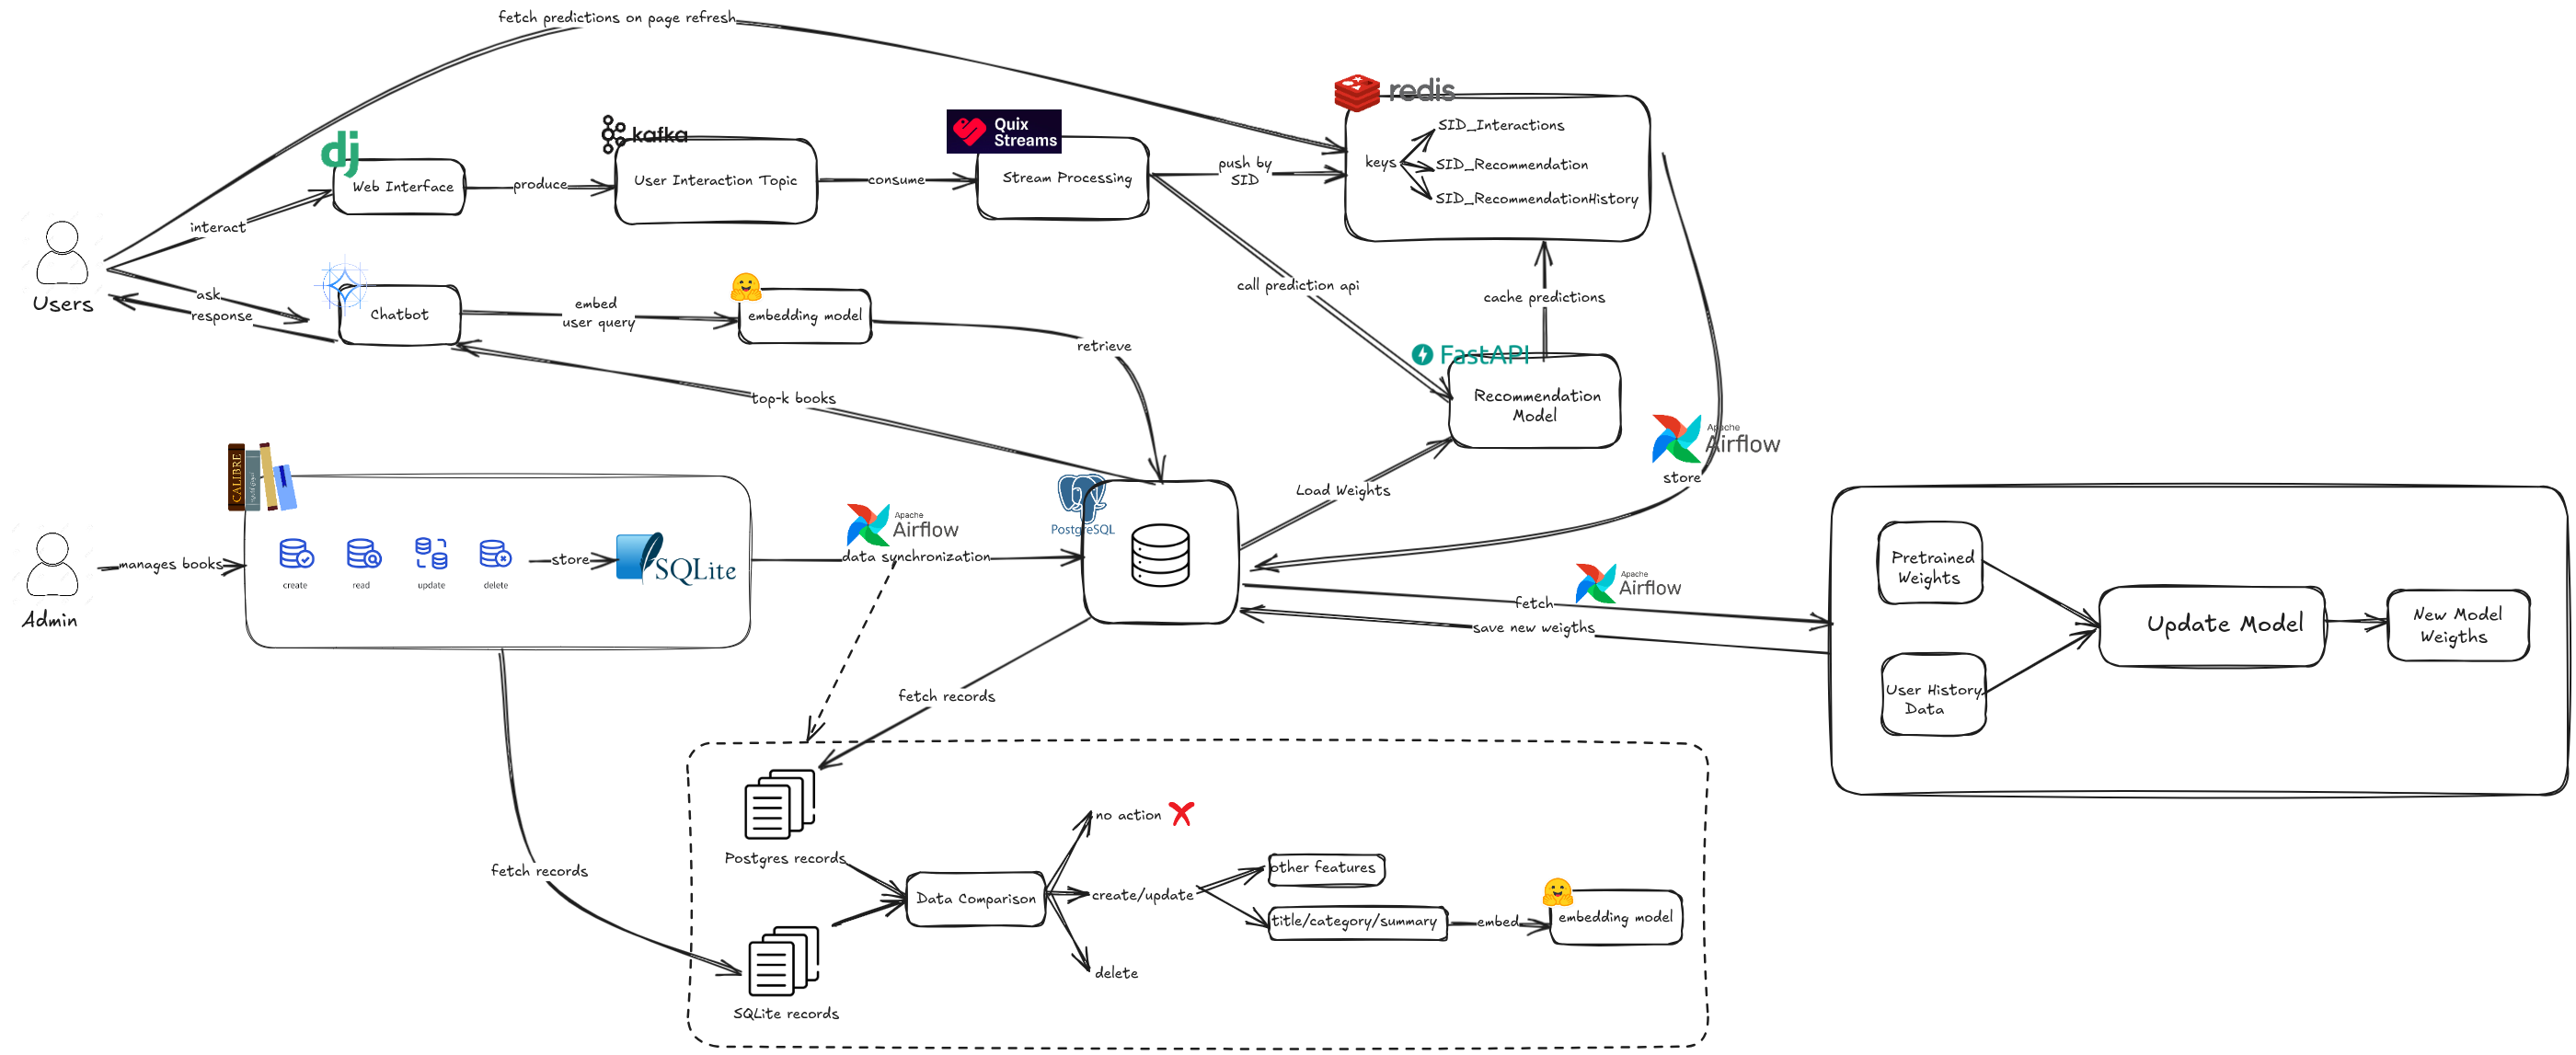 fetch predictions on page refresh
redis
SID_Interactions
keys
SID_Recommendation
SID_RecommendationHistory
dj
Web Interface
produce
kafka
User Interaction Topic
consume
Quix
Streams
Stream Processing
push by
SID
interact
Users
ask
response
Chatbot
embed
user query
embedding model
retrieve
call prediction api
cache predictions
FastAPI
Recommendation
Model
top-k books
Load Weights
Apache
Airflow
store
CALIBRE
Admin
manages books
create
read
update
delete
store
SQLite
Apache
Airflow
data synchronization
PostgreSQL
Apache
Airflow
fetch
save new weigths
Pretrained
Weights
User History
Data
Update Model
New Model
Weigths
fetch records
fetch records
Postgres records
SQLite records
Data Comparison
no action
create/update
delete
other features
title/category/summary
embed
embedding model